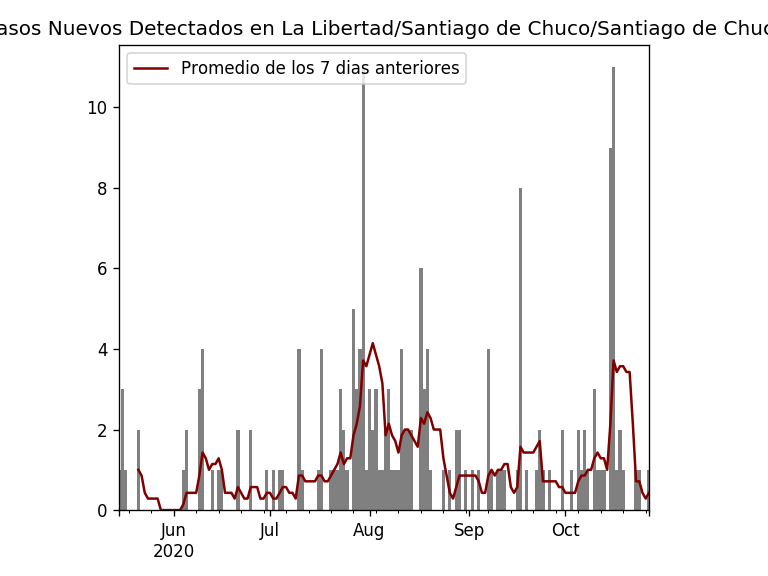 asos Nuevos Detectados en La Libertad/Santiago de Chuco/Santiago de Chuc
Promedio de los 7 dias anteriores
10
8
6
4
2
0
Jun
Jul
Aug
Sep
Oct
2020